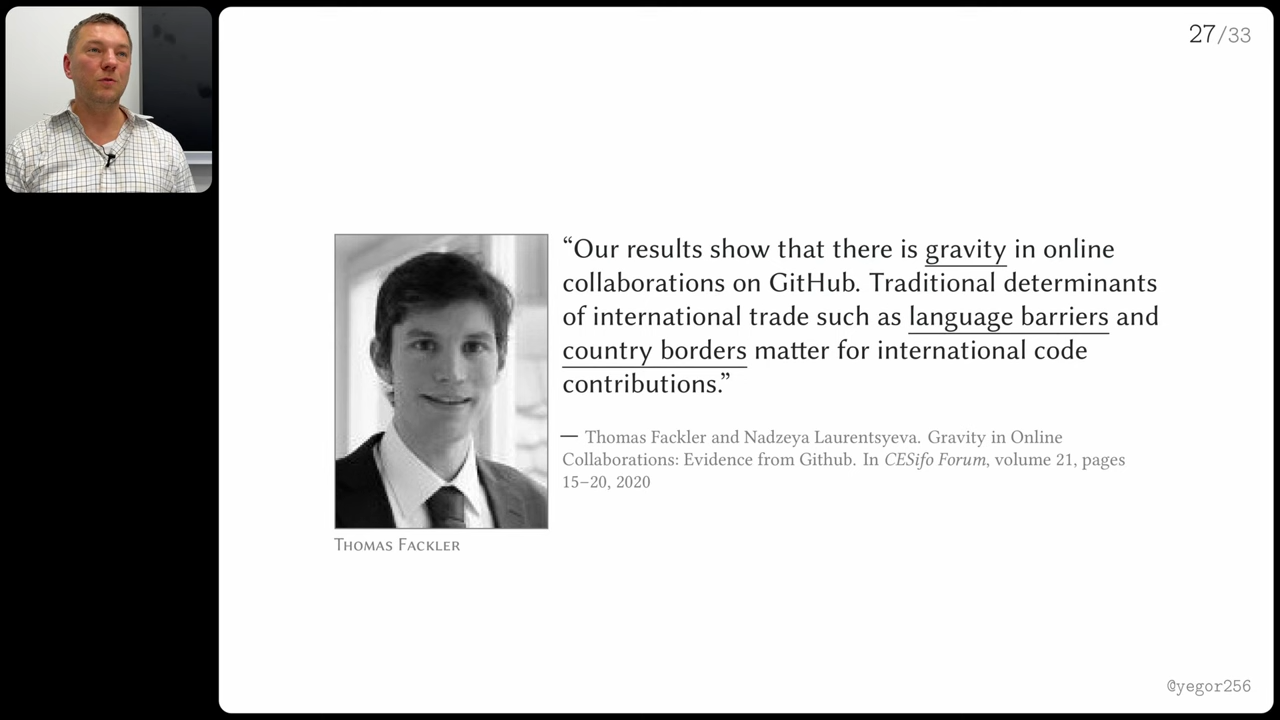 27/33
“Our results show that there is gravity in online
collaborations on GitHub. Traditional determinants
of international trade such as language barriers and
country borders matter for international code
contributions.”
— Thomas Fackler and Nadzeya Laurentsyeva. Gravity in Online
Collaborations: Evidence from Github. In CESifo Forum, volume 21, pages
15–20, 2020
Thomas Fackler
@yegor256